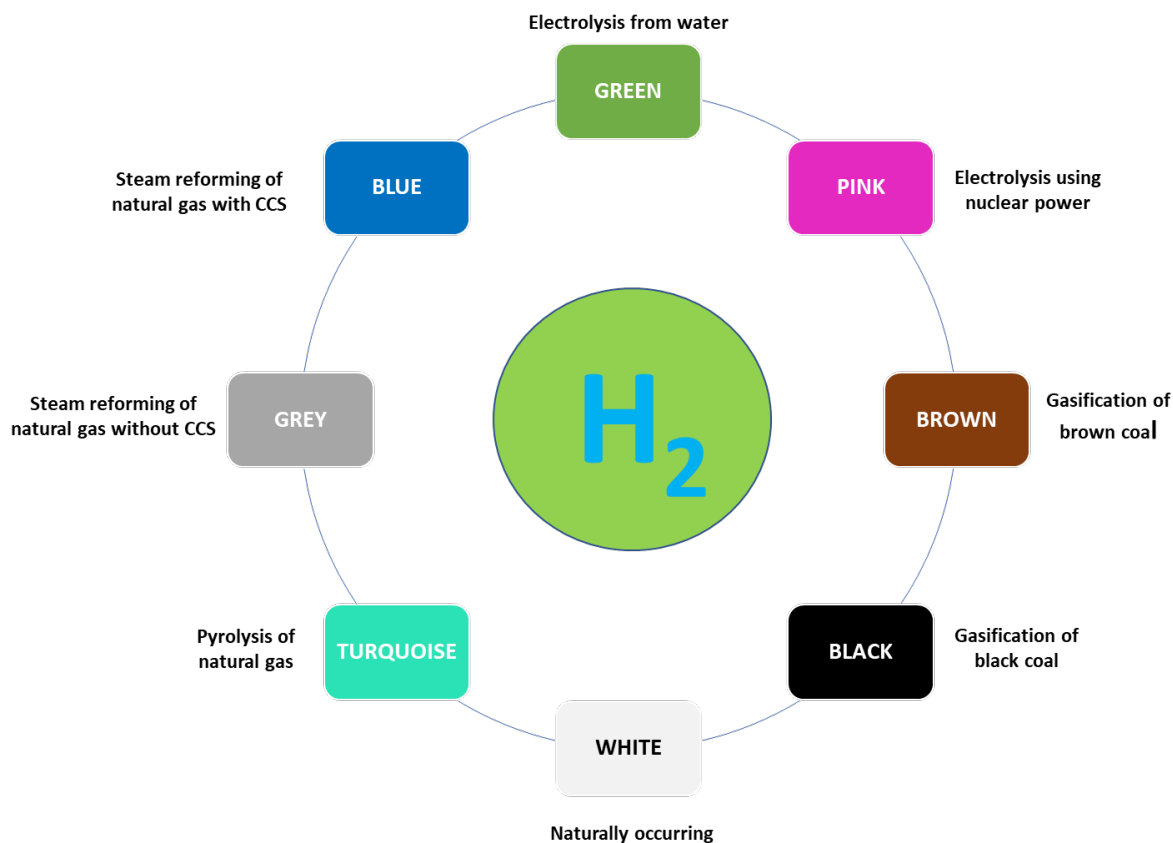 Electrolysis from water
GREEN
Steam reforming of
natural gas with CCS
BLUE
PINK
Electrolysis using
nuclear power
Steam reforming of
natural gas without CCS
GREY
H2
BROWN
Gasification of
brown coal
Pyrolysis of
natural gas
TURQUOISE
BLACK
Gasification of
black coal
WHITE
Naturally occurring